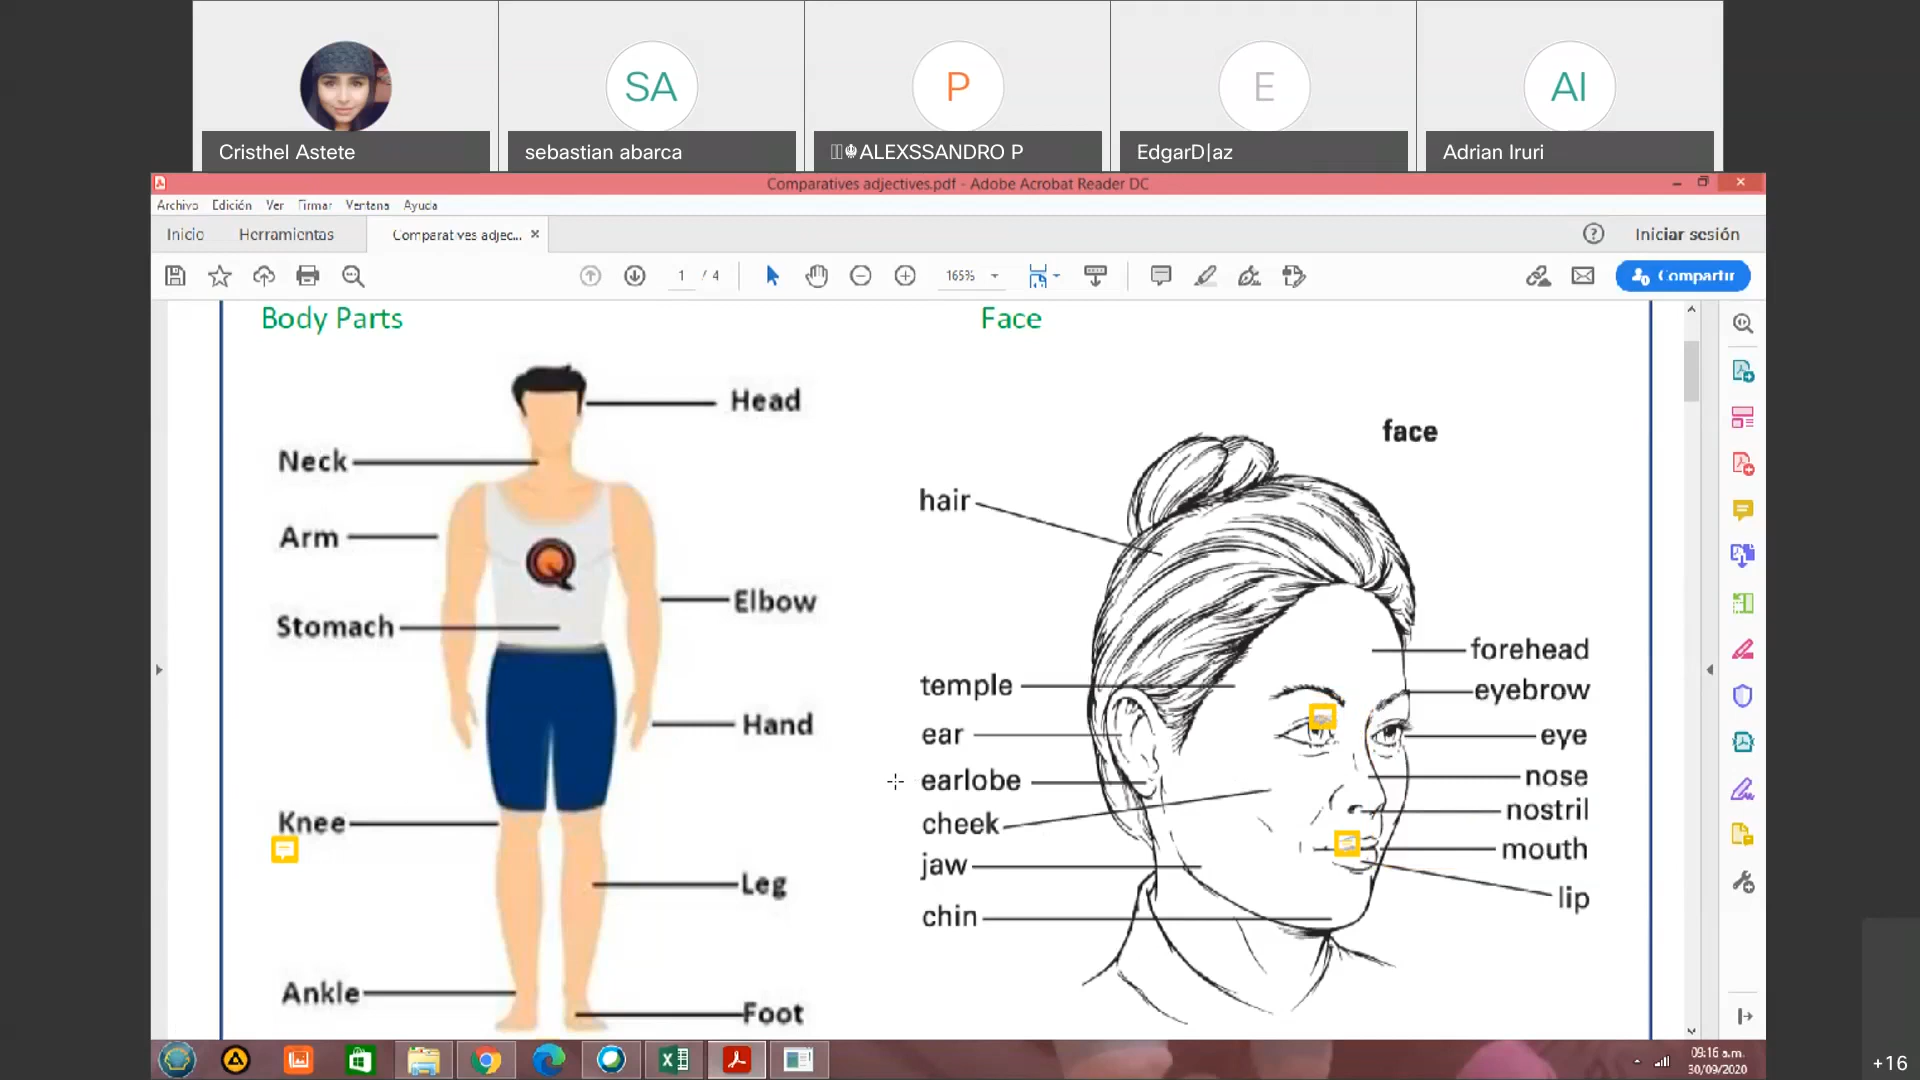 SA
P
E
AI
Cristhel Astete
sebastian abarca
ALEXSSANDRO P
EdgarD|az
Adrian Iruri
Comparatives adjectives.pdf - Adobe Acrobat Reader DC
Archivo Edición Ver Firmar Ventana Ayuda
Inicio Herramientas Comparatives adjec... × Iniciar sesión
1 / 4 165% Compartir
Body Parts
Head
Neck
Arm
Stomach
Elbow
Hand
Knee
Leg
Ankle
Foot
Face
face
hair
temple
ear
earlobe
cheek
jaw
chin
forehead
eyebrow
eye
nose
nostril
mouth
lip
09:16 a.m.
30/09/2020
+16